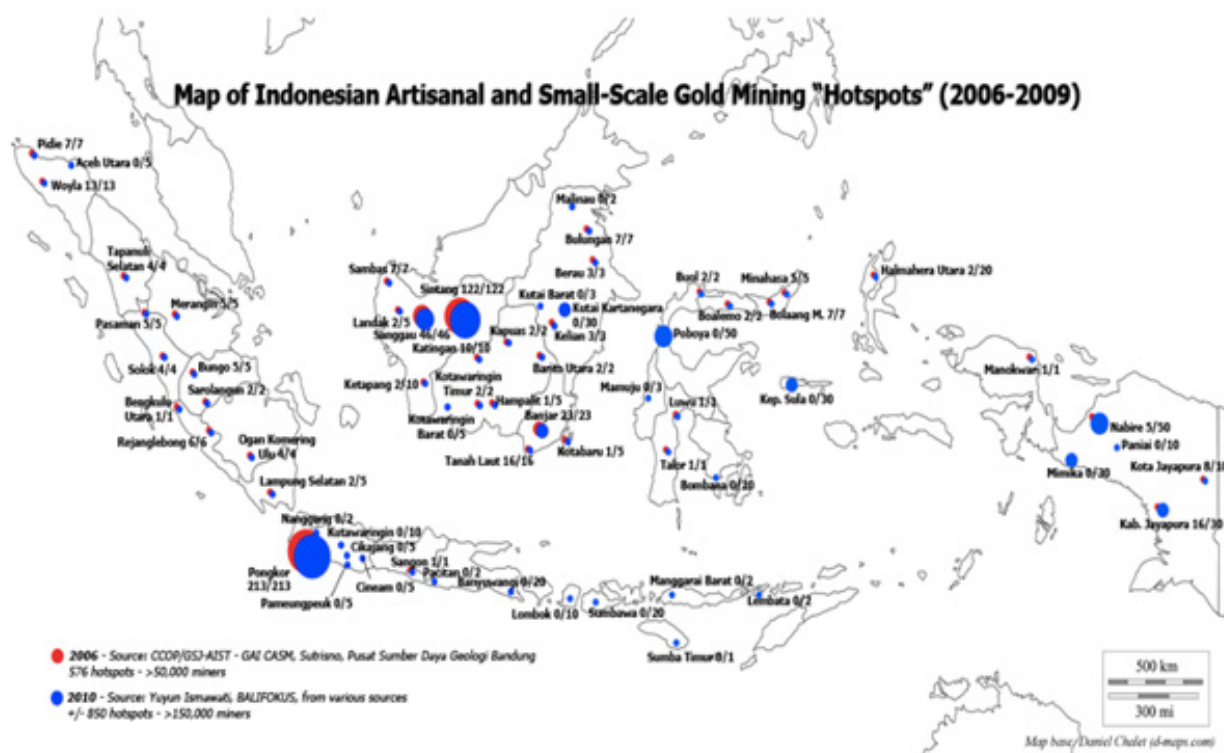 Map of Indonesian Artisanal and Small-Scale Gold Mining "Hotspots" (2006-2009)
Pidie 7/7
Aceh Utara 0/5
Woyla 13/13
Tapanuli
Selatan 4/4
Merangin 5/5
Pasaman 5/5
Solok 4/4
Bungo 5/5
Sarolangun 2/2
Bengkulu
Utara 1/1
Rejanglebong 6/6
Ogan Komering
Ulu 4/4
Lampung Selatan 2/5
Malinau 0/2
Bulungan 7/7
Berau 3/3
Sambas 7/7
Sintang 122/122
Kutai Barat 0/3
Kutai Kartanegara
0/30
Landak 2/5
Sanggau 46/46
Kapuas 2/2
Kelian 3/3
Katingan 10/10
Barito Utara 2/2
Ketapang 2/10
Kotawaringin
Timur 2/2
Hampalit 1/5
Kotawaringin
Barat 0/5
Banjar 23/23
Tanah Laut 16/16
Kotabaru 1/5
Buol 2/2
Minahasa 5/5
Boalemo 2/2
Bolaang M. 7/7
Halmahera Utara 2/20
Poboya 0/50
Mamuju 0/3
Luwu 1/1
Kep. Sula 0/30
Talor 1/1
Bombana 0/20
Manokwari 1/1
Nabire 5/50
Paniai 0/10
Mimika 0/30
Kota Jayapura 8/10
Kab. Jayapura 16/30
Nanggung 0/2
Kutawaringin 0/10
Cikajang 0/5
Pongkor
213/213
Pameungpeuk 0/5
Cineam 0/5
Sangon 1/1
Pacitan 0/2
Banyuwangi 0/20
Lombok 0/10
Sumbawa 0/20
Manggarai Barat 0/2
Lembata 0/2
Sumba Timur 0/1
2006 - Source: CCOP/GSJ-AIST - GAI CASM, Sutrisno, Pusat Sumber Daya Geologi Bandung
576 hotspots - >50,000 miners
2010 - Source: Yuyun Ismawati, BALIFOKUS, from various sources
+/- 850 hotspots - >150,000 miners
500 km
300 mi
Map base/Daniel Chalet (d-maps.com)